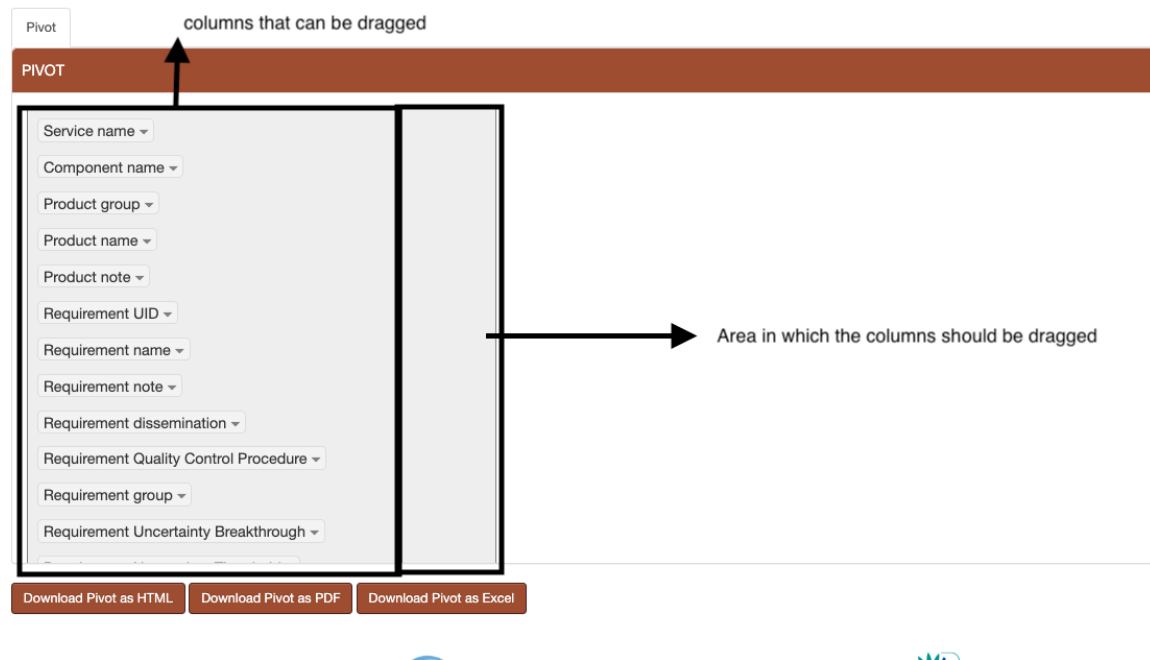 columns that can be dragged
Pivot
PIVOT
Service name
Component name
Product group
Product name
Product note
Requirement UID
Requirement name
Area in which the columns should be dragged
Requirement note
Requirement dissemination
Requirement Quality Control Procedure
Requirement group
Requirement Uncertainty Breakthrough
Download Pivot as HTML
Download Pivot as PDF
Download Pivot as Excel